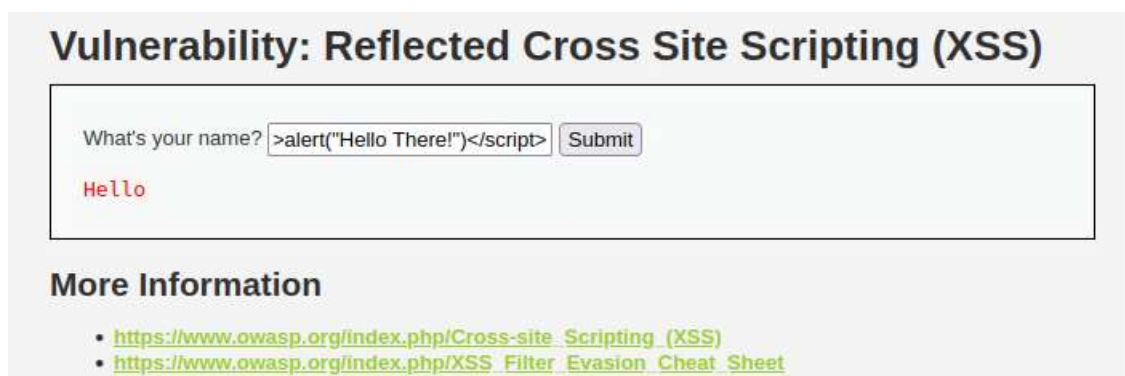 Vulnerability: Reflected Cross Site Scripting (XSS)
What's your name? >alert("Hello There!")</script> Submit
Hello
More Information
• https://www.owasp.org/index.php/Cross-site_Scripting_(XSS)
• https://www.owasp.org/index.php/XSS_Filter_Evasion_Cheat_Sheet